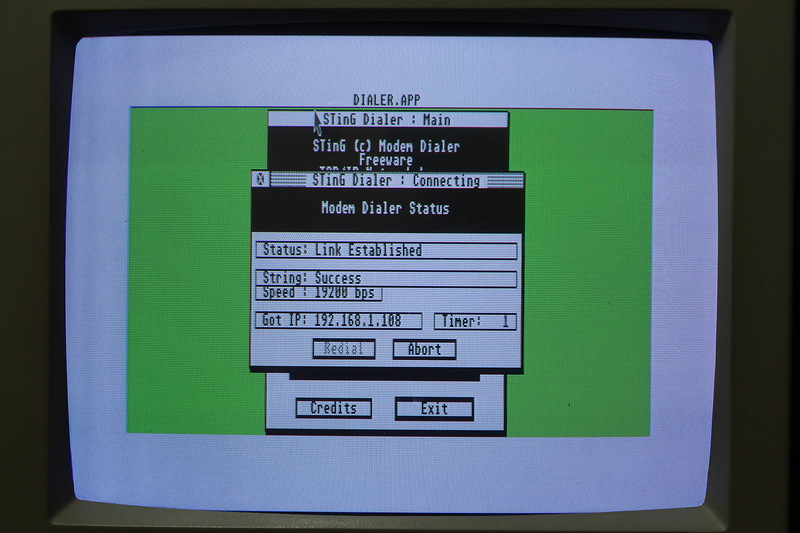 DIALER.APP
STinG Dialer : Main
STinG (c) Modem Dialer
Freeware
STinG Dialer : Connecting
Modem Dialer Status
Status: Link Established
String: Success
Speed : 19200 bps
Got IP: 192.168.1.108
Timer: 1
Redial
Abort
Credits
Exit